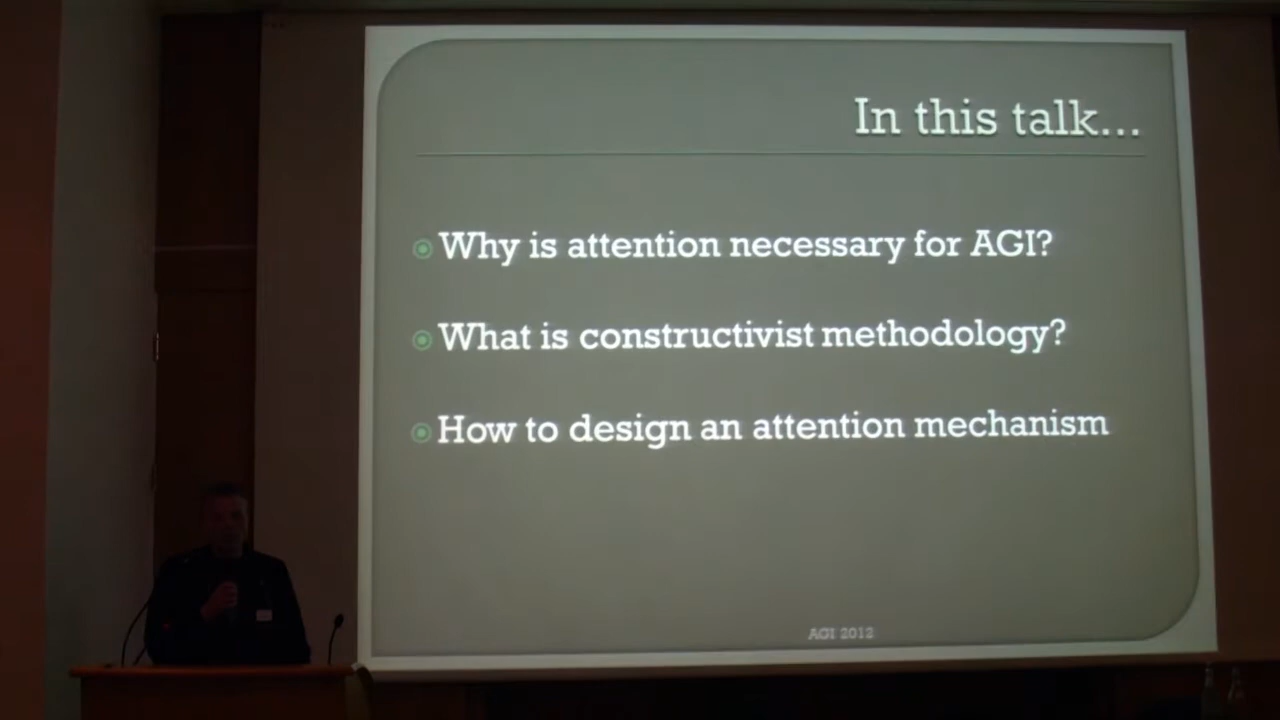 In this talk...
Why is attention necessary for AGI?
What is constructivist methodology?
How to design an attention mechanism
AGI 2012